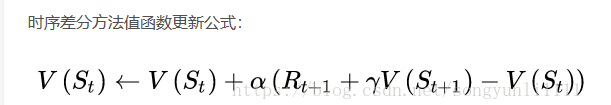 时序差分方法值函数更新公式：
V (S_t) ← V (S_t) + α (R_{t+1} + γV (S_{t+1}) − V (S_t))